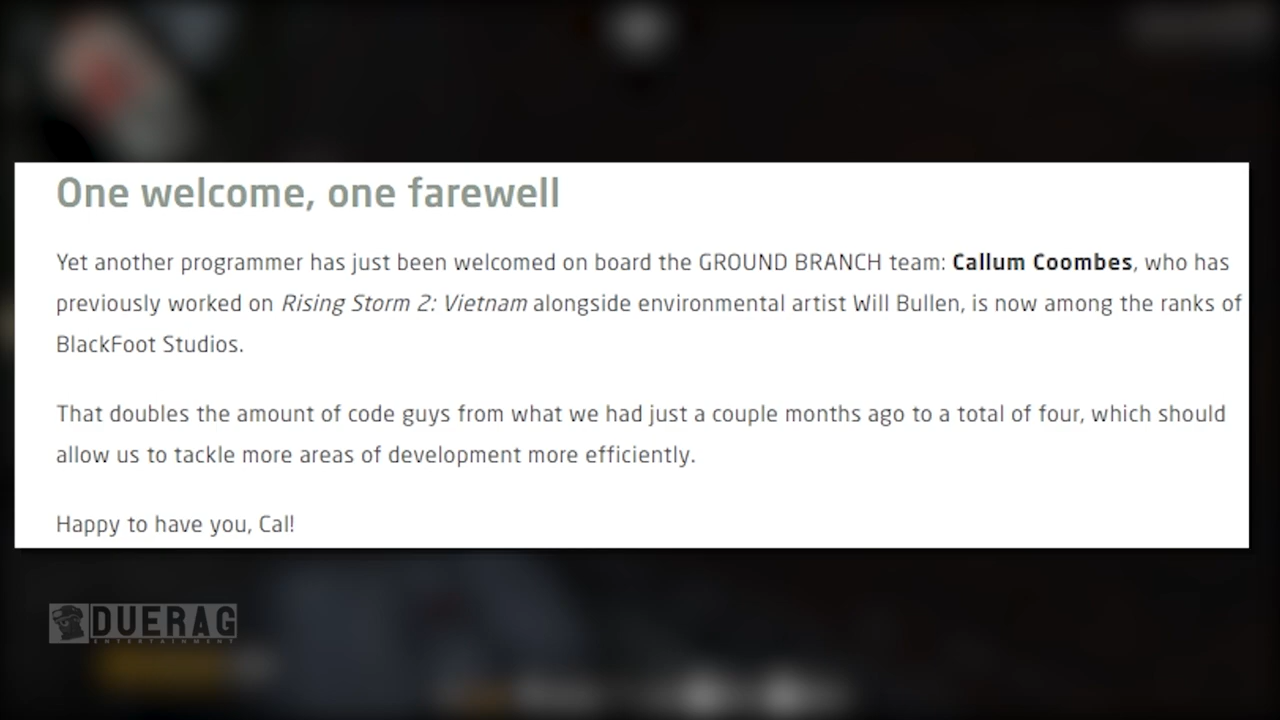 One welcome, one farewell
Yet another programmer has just been welcomed on board the GROUND BRANCH team: Callum Coombes, who has
previously worked on Rising Storm 2: Vietnam alongside environmental artist Will Bullen, is now among the ranks of
BlackFoot Studios.
That doubles the amount of code guys from what we had just a couple months ago to a total of four, which should
allow us to tackle more areas of development more efficiently.
Happy to have you, Cal!
DUERAG
ENTERTAINMENT